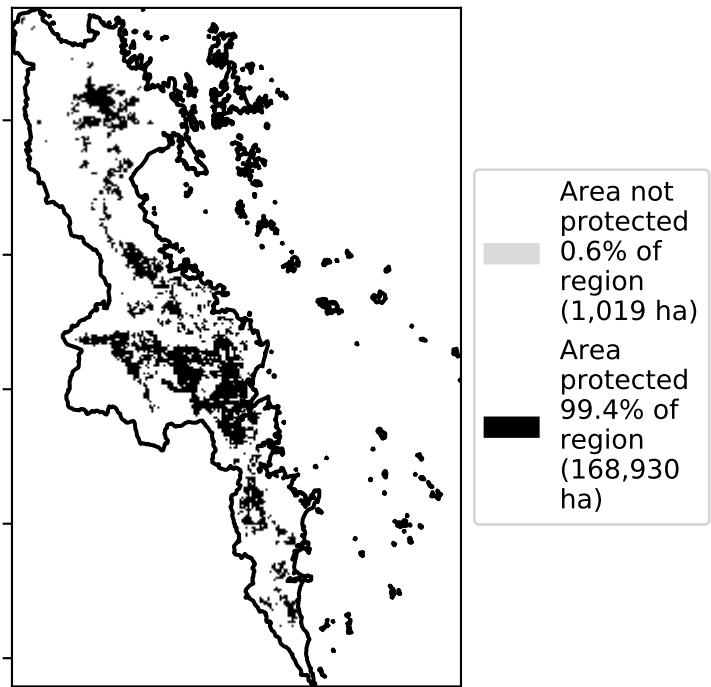 Area not
protected
0.6% of
region
(1,019 ha)
Area
protected
99.4% of
region
(168,930
ha)